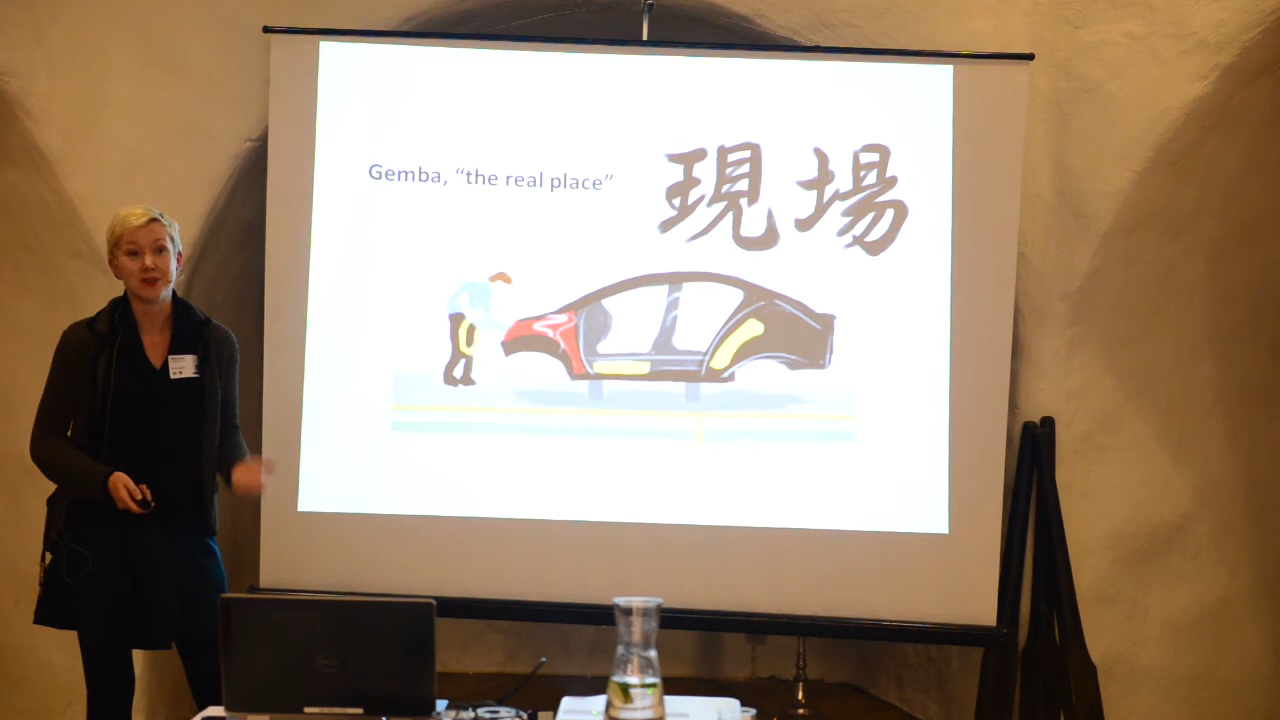 Gemba, “the real place”
現場